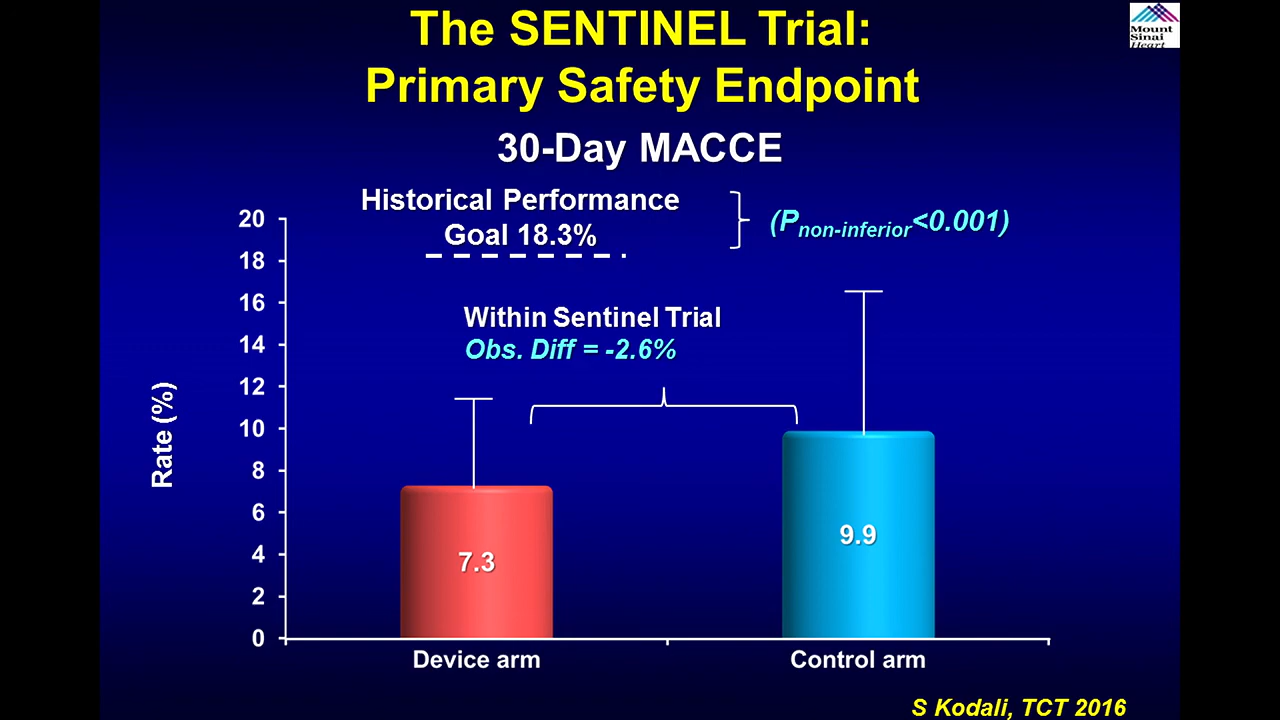 The SENTINEL Trial:
Primary Safety Endpoint
Mount
Sinai
Heart
30-Day MACCE
Historical Performance
Goal 18.3%
(Pnon-inferior<0.001)
Within Sentinel Trial
Obs. Diff = -2.6%
Rate (%)
20
18
16
14
12
10
8
6
4
2
0
7.3
9.9
Device arm
Control arm
S Kodali, TCT 2016